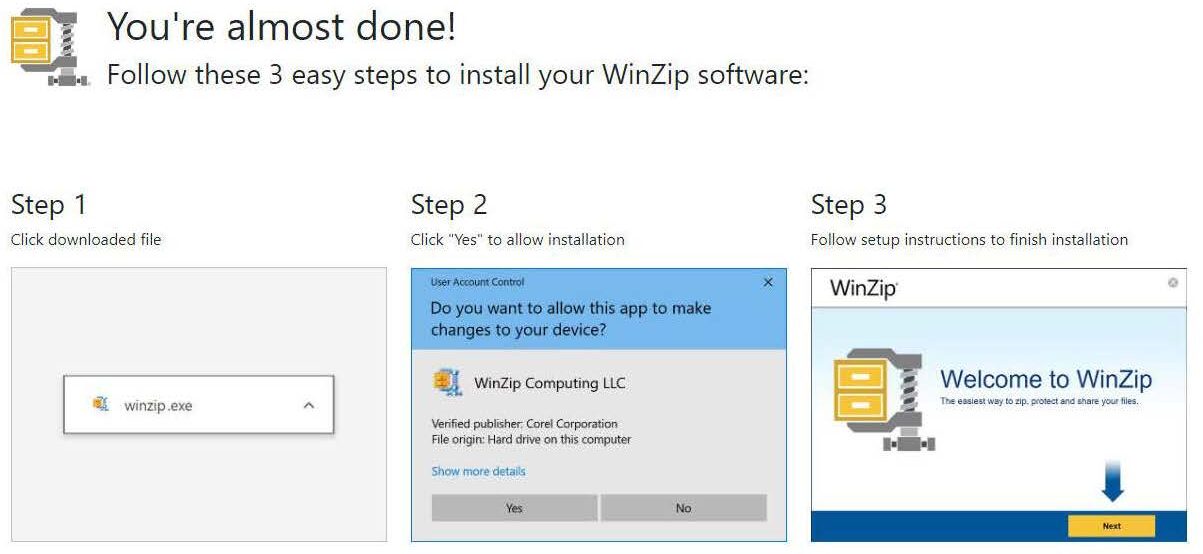 You're almost done!
Follow these 3 easy steps to install your WinZip software:
Step 1
Click downloaded file
winzip.exe
Step 2
Click "Yes" to allow installation
User Account Control
Do you want to allow this app to make
changes to your device?
WinZip Computing LLC
Verified publisher: Corel Corporation
File origin: Hard drive on this computer
Show more details
Yes
No
Step 3
Follow setup instructions to finish installation
WinZip
Welcome to WinZip
The easiest way to zip, protect and share your files.
Next